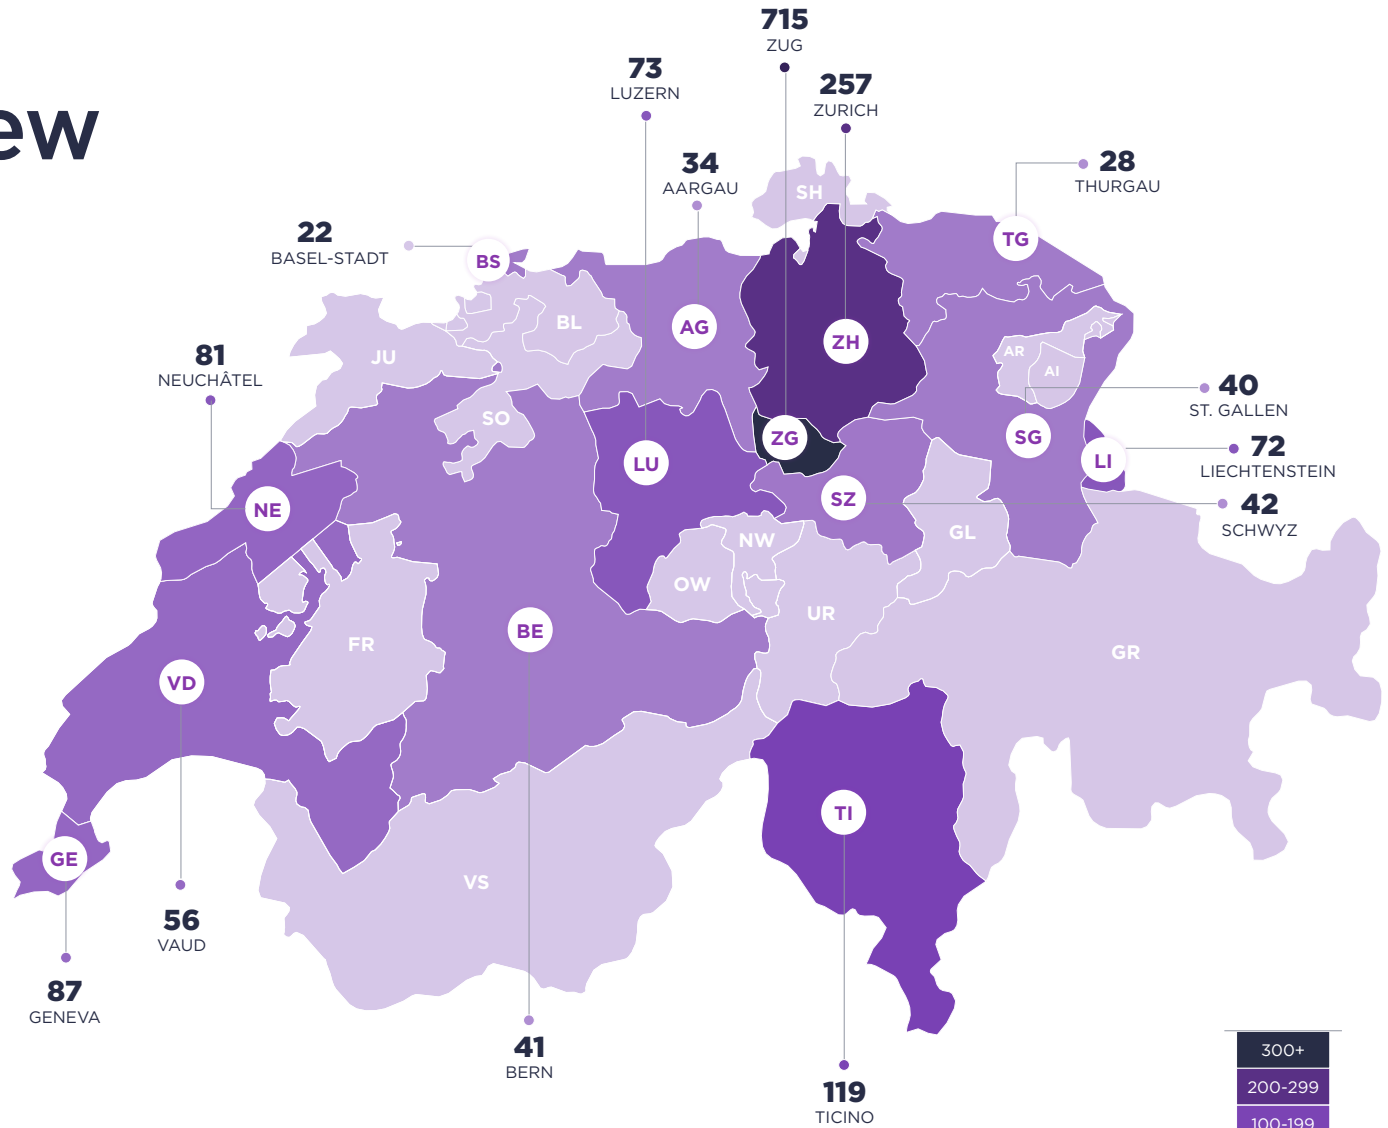 ew
715
ZUG
73
LUZERN
257
ZURICH
34
AARGAU
28
THURGAU
22
BASEL-STADT
81
NEUCHÂTEL
40
ST. GALLEN
72
LIECHTENSTEIN
42
SCHWYZ
56
VAUD
87
GENEVA
41
BERN
119
TICINO
SH
TG
BS
BL
AG
ZH
JU
AR
AI
SO
ZG
SG
LU
LI
SZ
NE
NW
GL
OW
UR
BE
FR
GR
VD
TI
GE
VS
300+
200-299
100-199